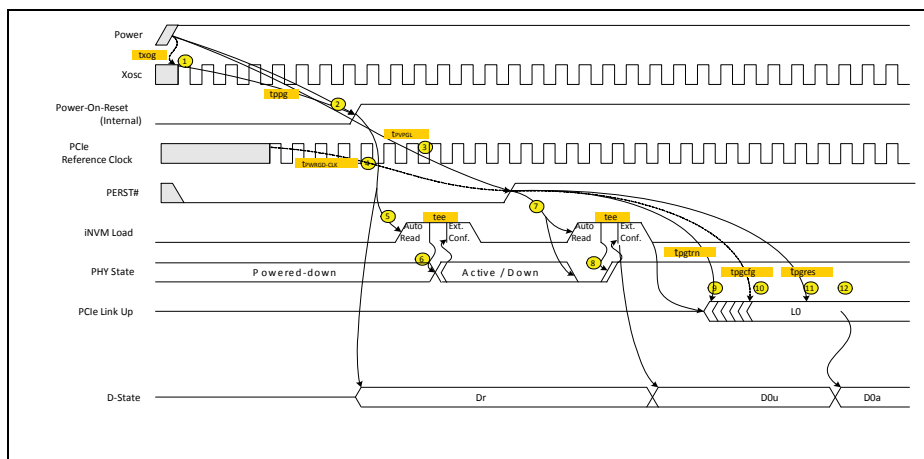 Power
txog
1
Xosc
tppg
2
Power-On-Reset
(Internal)
tPVPGL
3
PCIe
Reference Clock
tPWRGD-CLK
4
PERST#
7
5
tee
tee
iNVM Load
Auto
Read
Ext.
Conf.
Auto
Read
Ext.
Conf.
6
8
tpgtrn
PHY State
Powered-down
Active / Down
tpgcfg
tpgres
9
10
11
12
PCIe Link Up
L0
D-State
Dr
D0u
D0a